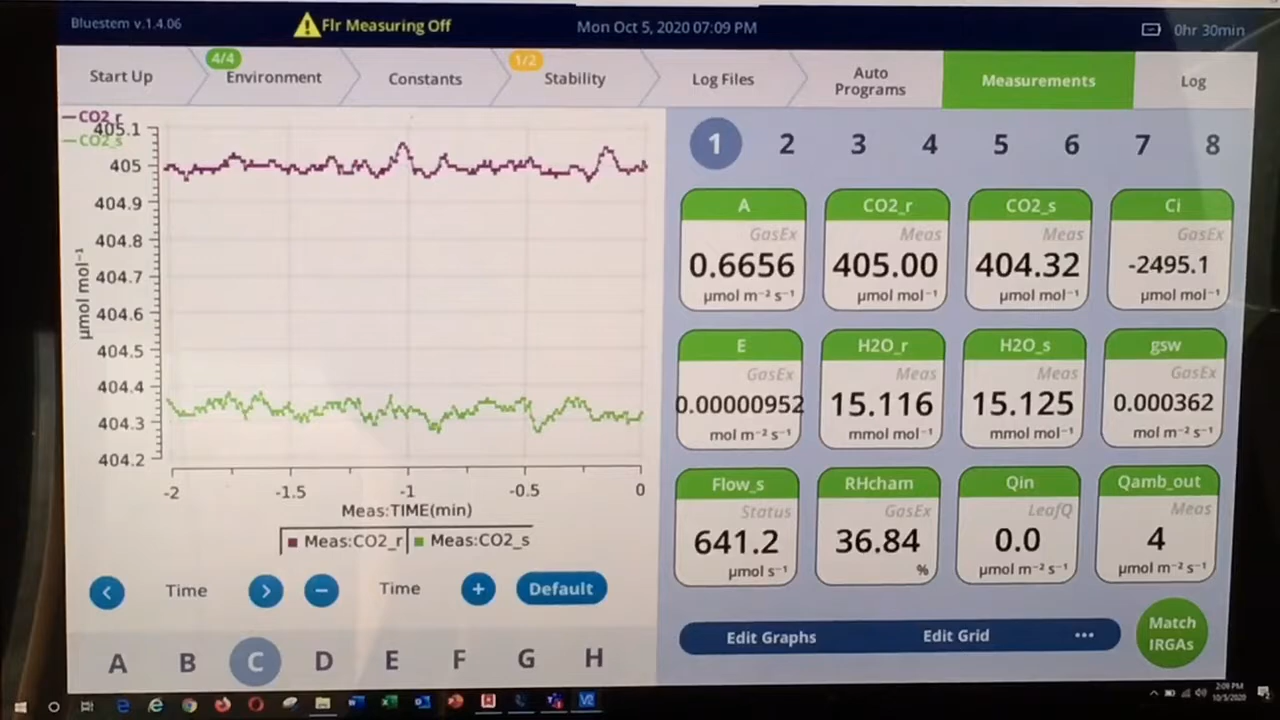 Bluestem v.1.4.06
Flr Measuring Off
Mon Oct 5, 2020 07:09 PM
0hr 30min
Start Up
4/4
Environment
Constants
1/2
Stability
Log Files
Auto
Programs
Measurements
Log
CO2_r
CO2_s
405.1
405
404.9
404.8
404.7
404.6
404.5
404.4
404.3
404.2
µmol mol⁻¹
-2
-1.5
-1
-0.5
0
Meas:TIME(min)
Meas:CO2_r
Meas:CO2_s
Time
Time
Default
A B C D E F G H
1 2 3 4 5 6 7 8
A
GasEx
0.6656
µmol m⁻² s⁻¹
CO2_r
Meas
405.00
µmol mol⁻¹
CO2_s
Meas
404.32
µmol mol⁻¹
Ci
GasEx
-2495.1
µmol mol⁻¹
E
GasEx
0.00000952
mol m⁻² s⁻¹
H2O_r
Meas
15.116
mmol mol⁻¹
H2O_s
Meas
15.125
mmol mol⁻¹
gsw
GasEx
0.000362
mol m⁻² s⁻¹
Flow_s
Status
641.2
µmol s⁻¹
RHcham
GasEx
36.84
%
Qin
LeafQ
0.0
µmol m⁻² s⁻¹
Qamb_out
Meas
4
µmol m⁻² s⁻¹
Edit Graphs
Edit Grid
•••
Match
IRGAs
2:09 PM
10/5/2020